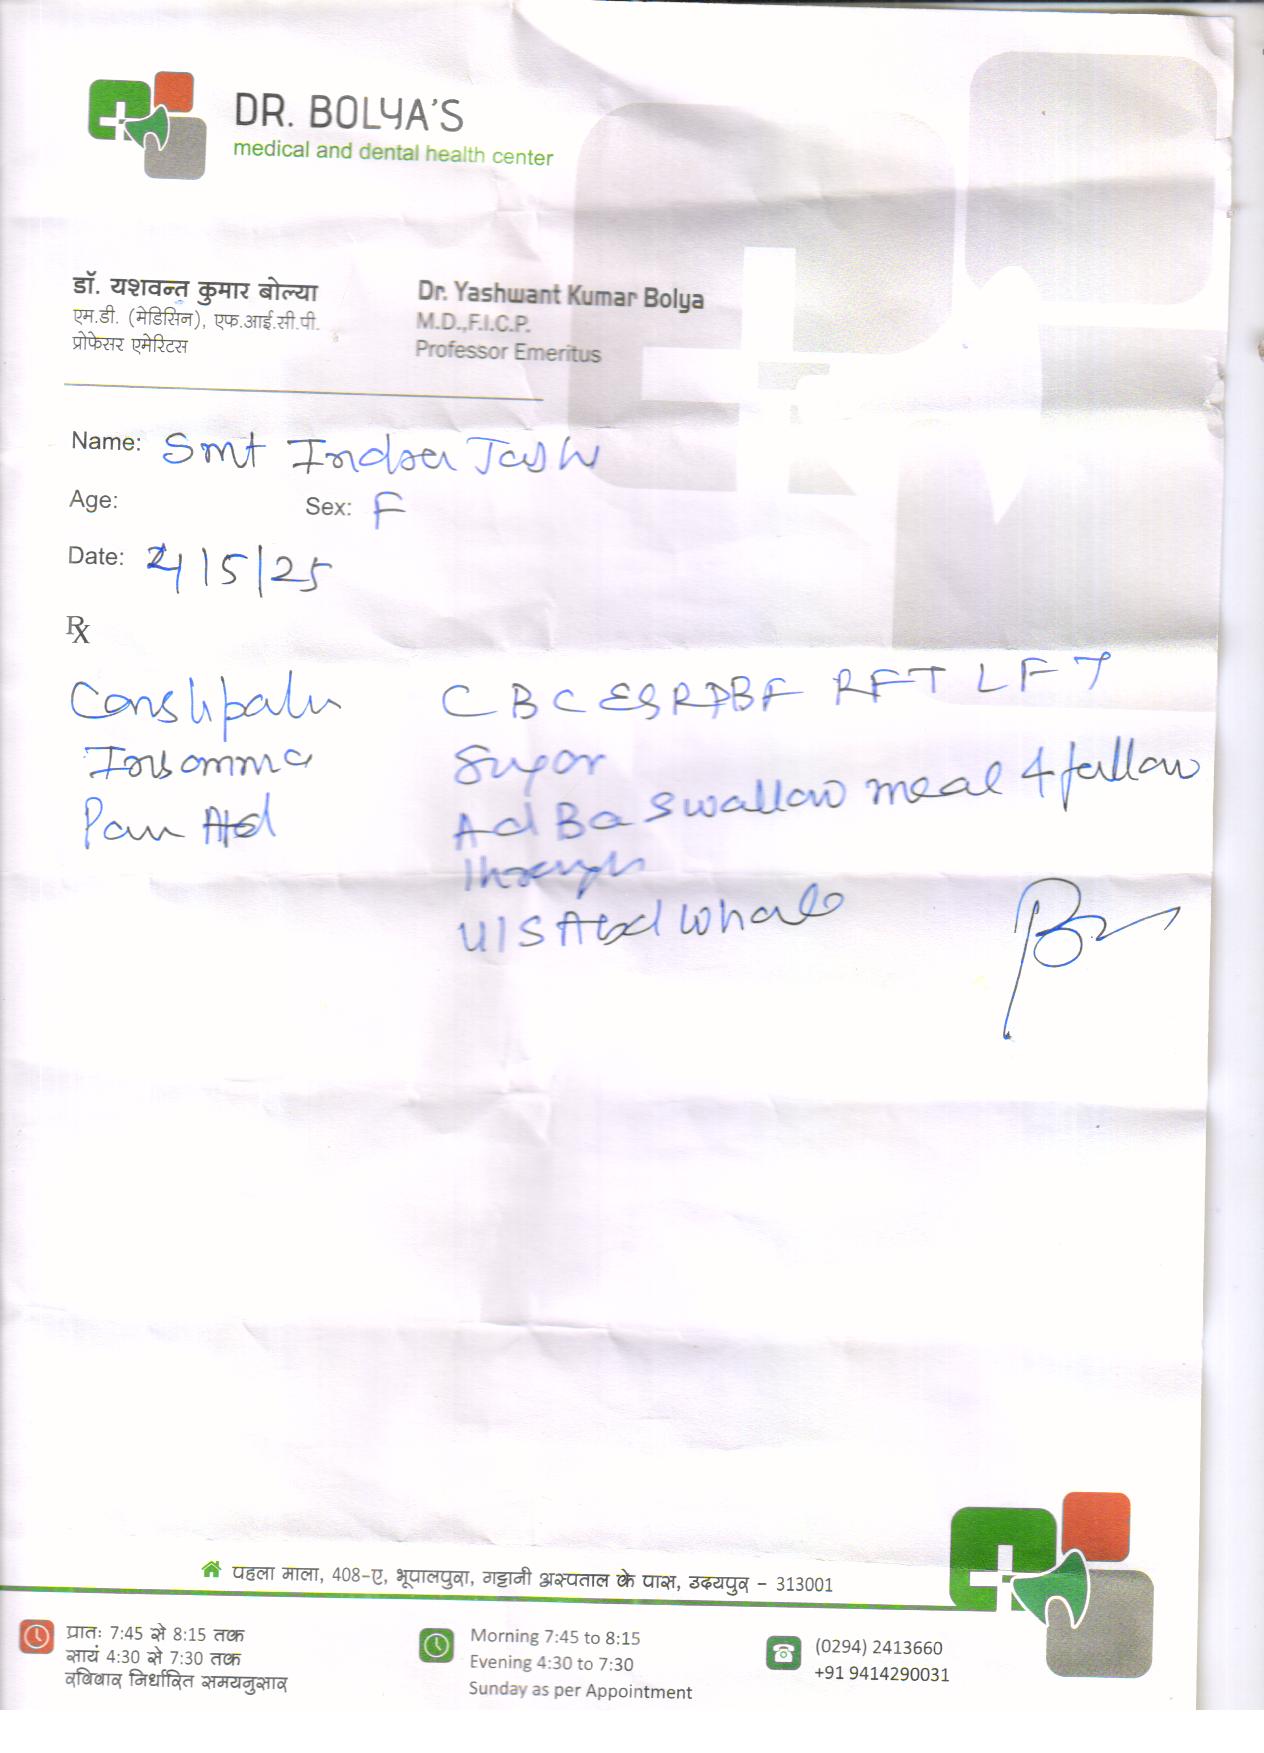 DR. BOLYA'S
medical and dental health center
डॉ. यशवन्त कुमार बोल्या
एम.डी. (मेडिसिन), एफ.आई.सी.पी.
प्रोफेसर एमेरिटस
Dr. Yashwant Kumar Bolya
M.D.,F.I.C.P.
Professor Emeritus
Name: Smt Indra
Age: Sex: F
Date: 2/5/25
Rx
CBC ESR PBF RFT LFT
Insomnia
Sugar
Pain Abd
Ad Ba Swallow meal & follow
through
U/S Abd Whole
पहला माला, 408-ए, भूपालपुरा, गट्टानी अस्पताल के पास, उदयपुर - 313001
प्रातः 7:45 से 8:15 तक
सायं 4:30 से 7:30 तक
रविवार निर्धारित समयनुसार
Morning 7:45 to 8:15
Evening 4:30 to 7:30
Sunday as per Appointment
(0294) 2413660
+91 9414290031